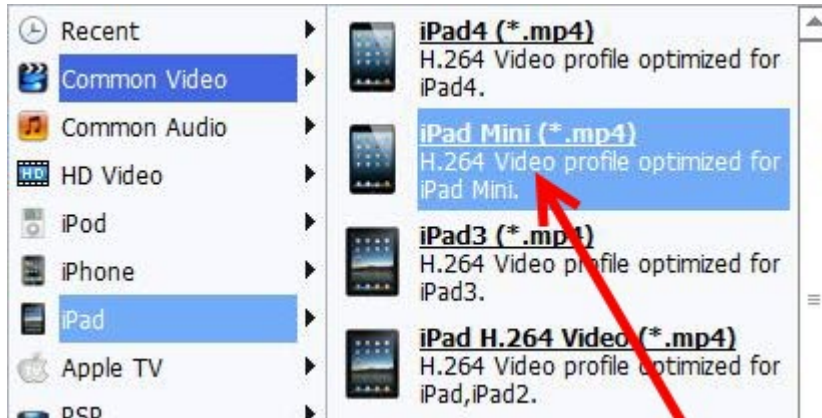 Recent
Common Video
Common Audio
HD Video
iPod
iPhone
iPad
Apple TV
PSP
iPad4 (*.mp4)
H.264 Video profile optimized for
iPad4.
iPad Mini (*.mp4)
H.264 Video profile optimized for
iPad Mini.
iPad3 (*.mp4)
H.264 Video profile optimized for
iPad3.
iPad H.264 Video (*.mp4)
H.264 Video profile optimized for
iPad,iPad2.